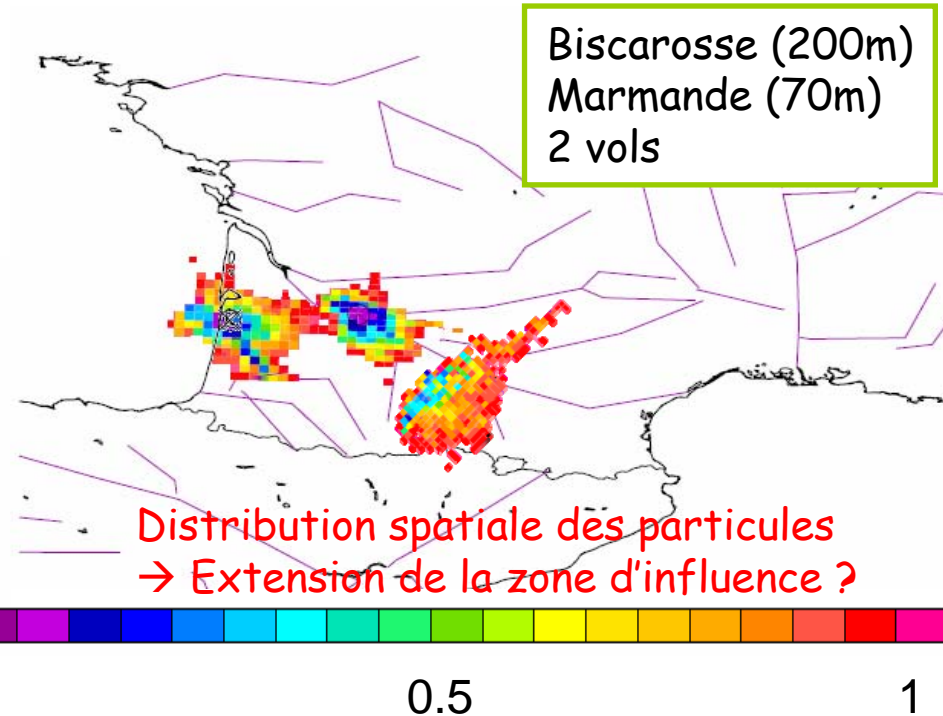 Biscarosse (200m)
Marmande (70m)
2 vols
Distribution spatiale des particules
→ Extension de la zone d'influence ?
0.5 1